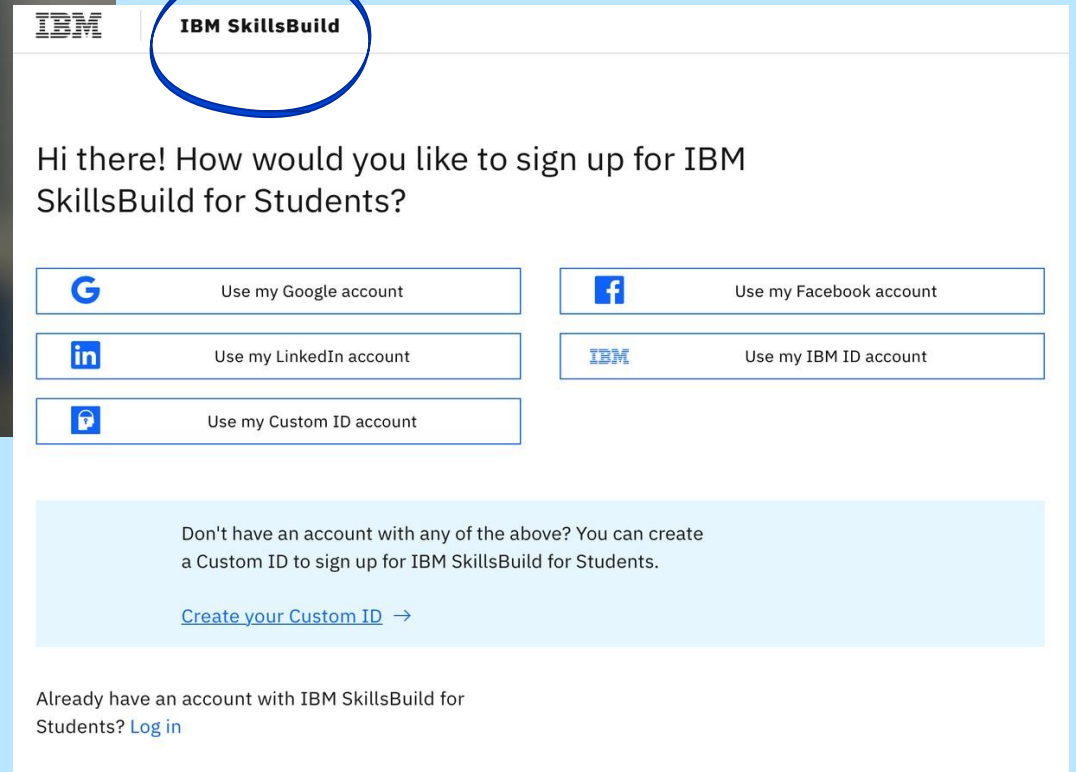 IBM IBM SkillsBuild
Hi there! How would you like to sign up for IBM
SkillsBuild for Students?
Use my Google account
Use my Facebook account
in Use my LinkedIn account
IBM Use my IBM ID account
Use my Custom ID account
Don't have an account with any of the above? You can create
a Custom ID to sign up for IBM SkillsBuild for Students.
Create your Custom ID →
Already have an account with IBM SkillsBuild for
Students? Log in